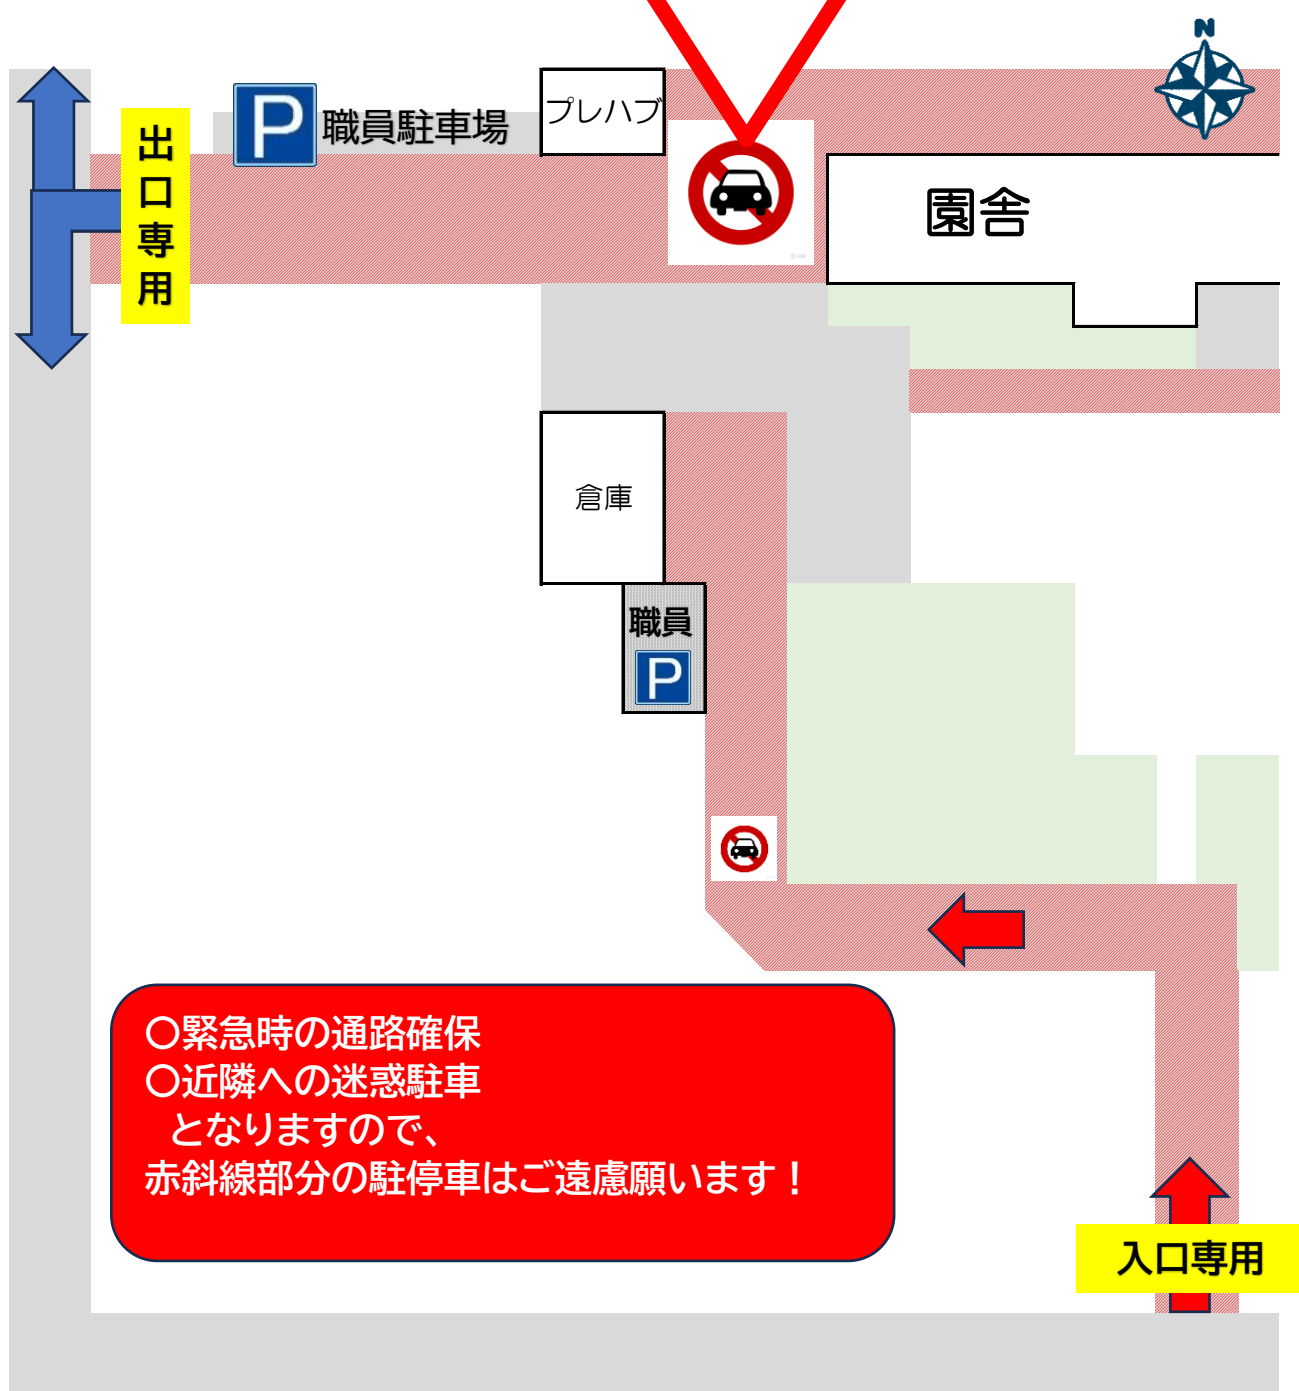 N
P 職員駐車場
プレハブ
出口専用
園舎
倉庫
職員
P
〇緊急時の通路確保
〇近隣への迷惑駐車
となりますので、
赤斜線部分の駐停車はご遠慮願います！
入口専用